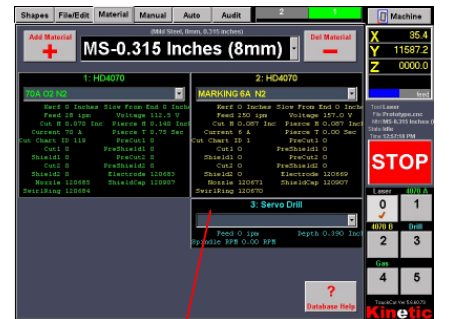 Shapes File/Edit Material Manual Auto Audit 2 1 Machine
Add Material
(Mild Steel, 8mm, 0.315 inches)
Del Material
MS-0.315 Inches (8mm)
X 35.4
Y 11587.2
Z 0000.0
feed
1: HD4070
70A O2 N2
Kerf 0 Inches Slow From End 0 Inche
Feed 28 ipm Voltage 112.5 V
Cut H 0.070 Inc Pierce H 0.140 Inc
Current 70 A Pierce T 0.75 Sec
Cut Chart ID 119 PreCut1 0
Cut1 0 PreShield1 0
Shield1 0 PreCut2 0
Cut2 0 PreShield2 0
Shield2 0 Electrode 120683
Nozzle 120685 ShieldCap 120907
SwirlRing 120684
2: HD4070
MARKING 6A N2
Kerf 0 Inches Slow From End 0 Inche
Feed 250 ipm Voltage 157.0 V
Cut H 0.087 Inc Pierce H 0.087 Inc
Current 6 A Pierce T 0.00 Sec
Cut Chart ID 1 PreCut1 0
Cut1 0 PreShield1 0
Shield1 0 PreCut2 0
Cut2 0 PreShield2 0
Shield2 0 Electrode 120669
Nozzle 120671 ShieldCap 120907
SwirlRing 120670
3: Servo Drill
Feed 0 ipm Depth 0.390 Inc
Spindle RPM 0.00 RPM
?
Database Help
Tool:Laser
File Prototype.cnc
Mtrl MS 0.315 Inches (
State Idle
Time 12:57:18 PM
STOP
Laser 4070 A
0 1
4070 B Drill
2 3
Gas
4 5
Kinetic